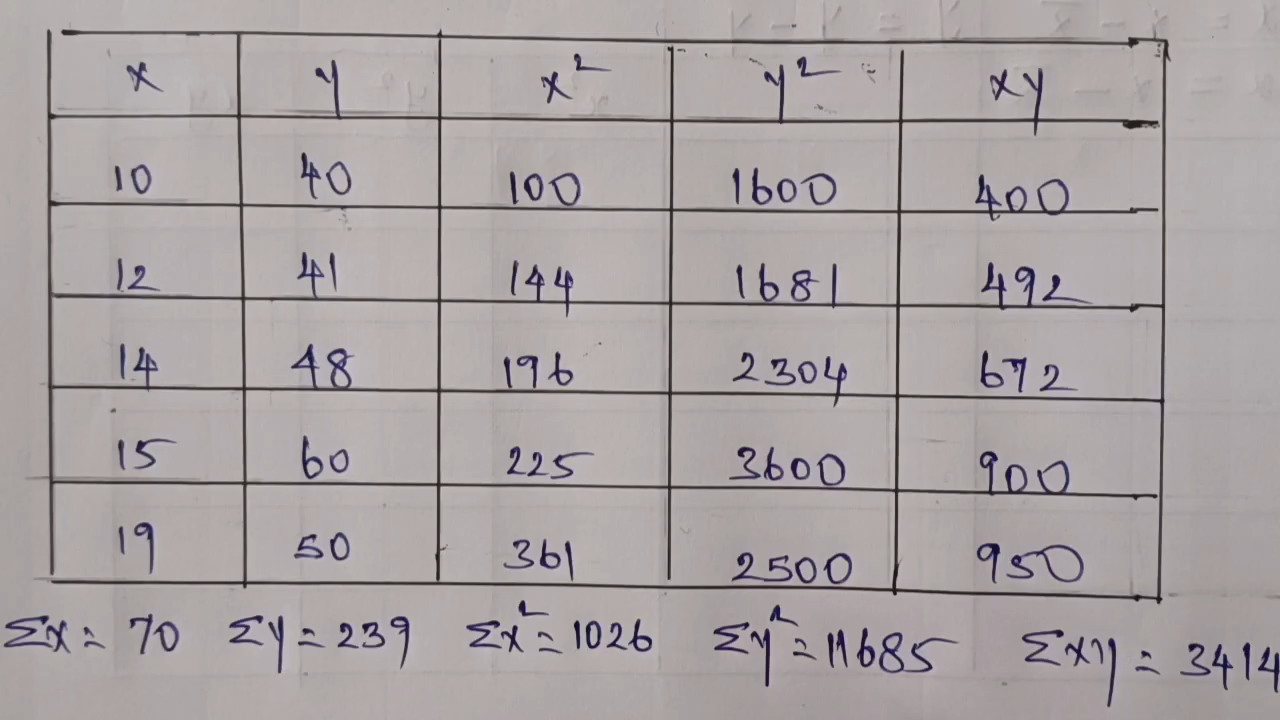 x y x² y² xy
10 40 100 1600 400
12 41 144 1681 492
14 48 196 2304 672
15 60 225 3600 900
19 50 361 2500 950
Σx = 70 Σy = 239 Σx² = 1026 Σy² = 11685 Σxy = 3414